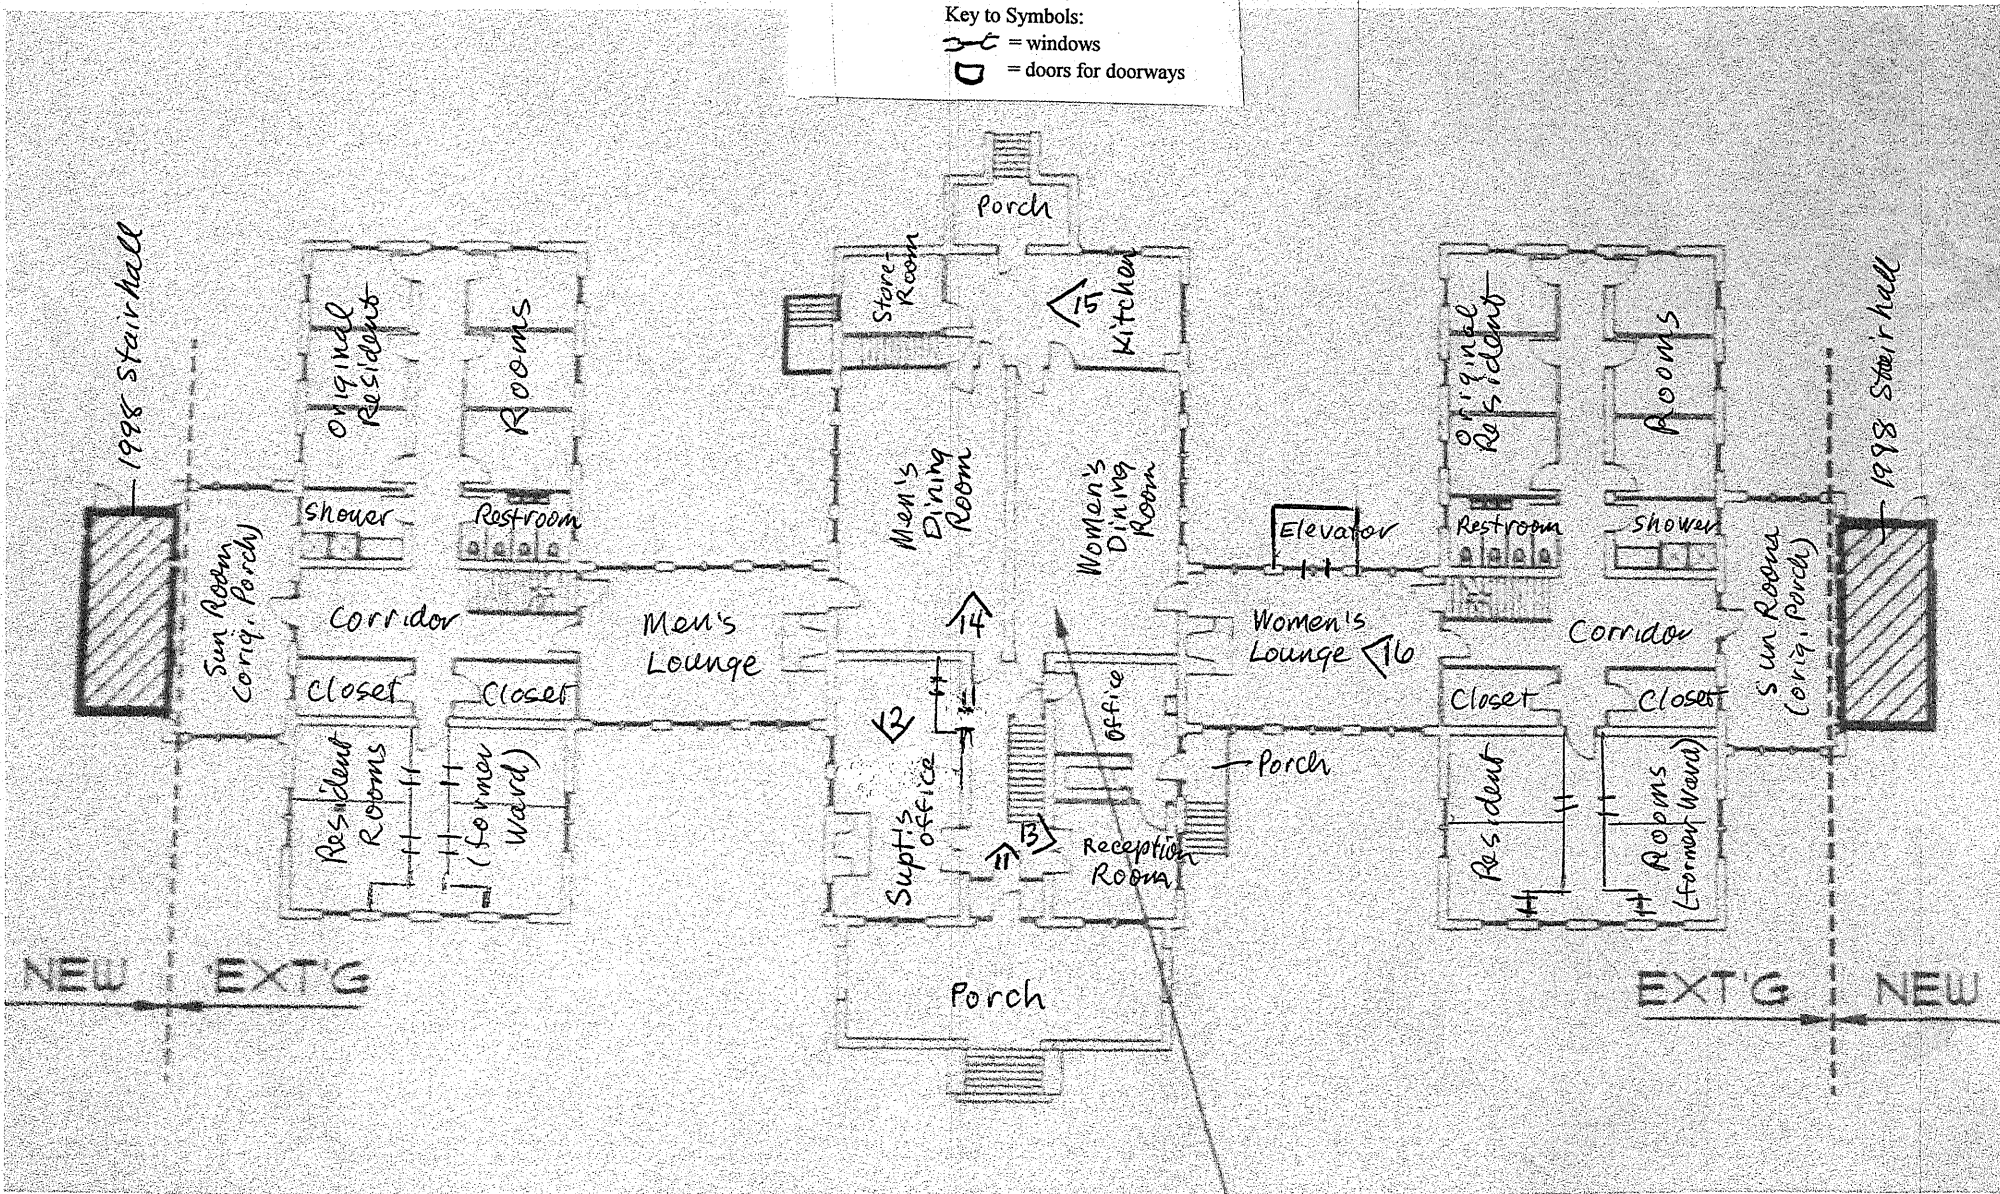 Key to Symbols:
= windows
= doors for doorways
Porch
1998 Stairhall
Original
Resident
Rooms
Store-
Room
15
Kitchen
Original
Resident
Rooms
1998 Stairhall
Shower
Restroom
Men's
Dining
Room
Women's
Dining
Room
Elevator
Restroom
Shower
Sun Room
(orig. Porch)
Corridor
Men's
Lounge
14
Women's
Lounge
16
Corridor
Sun Room
(orig. Porch)
Closet
Closet
12
Office
Closet
Closet
Resident
Rooms
(former
Ward)
Supt's
Office
Porch
Resident
Rooms
(former Ward)
11
13
Reception
Room
NEW
EXT'G
Porch
EXT'G
NEW